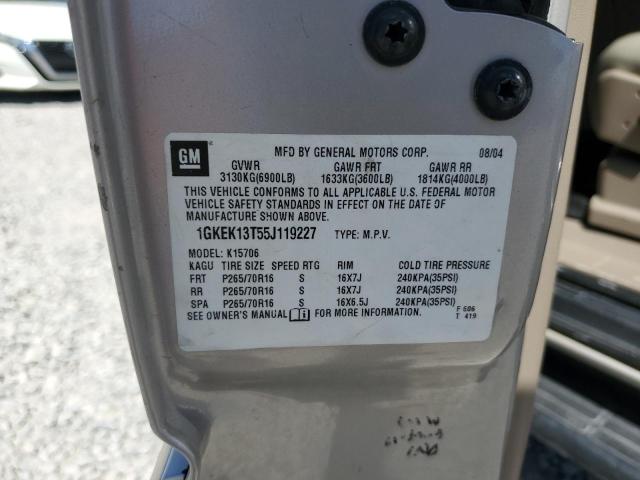 GM
MFD BY GENERAL MOTORS CORP. 08/04
GVWR GAWR FRT GAWR RR
3130KG(6900LB) 1633KG(3600LB) 1814KG(4000LB)
THIS VEHICLE CONFORMS TO ALL APPLICABLE U.S. FEDERAL MOTOR
VEHICLE SAFETY STANDARDS IN EFFECT ON THE DATE OF
MANUFACTURE SHOWN ABOVE.
1GKEK13T55J119227 TYPE: M.P.V.
MODEL: K15706
KAGU TIRE SIZE SPEED RTG RIM COLD TIRE PRESSURE
FRT P265/70R16 S 16X7J 240KPA(35PSI)
RR P265/70R16 S 16X7J 240KPA(35PSI)
SPA P265/70R16 S 16X6.5J 240KPA(35PSI)
SEE OWNER'S MANUAL FOR MORE INFORMATION.
F 606
T 419